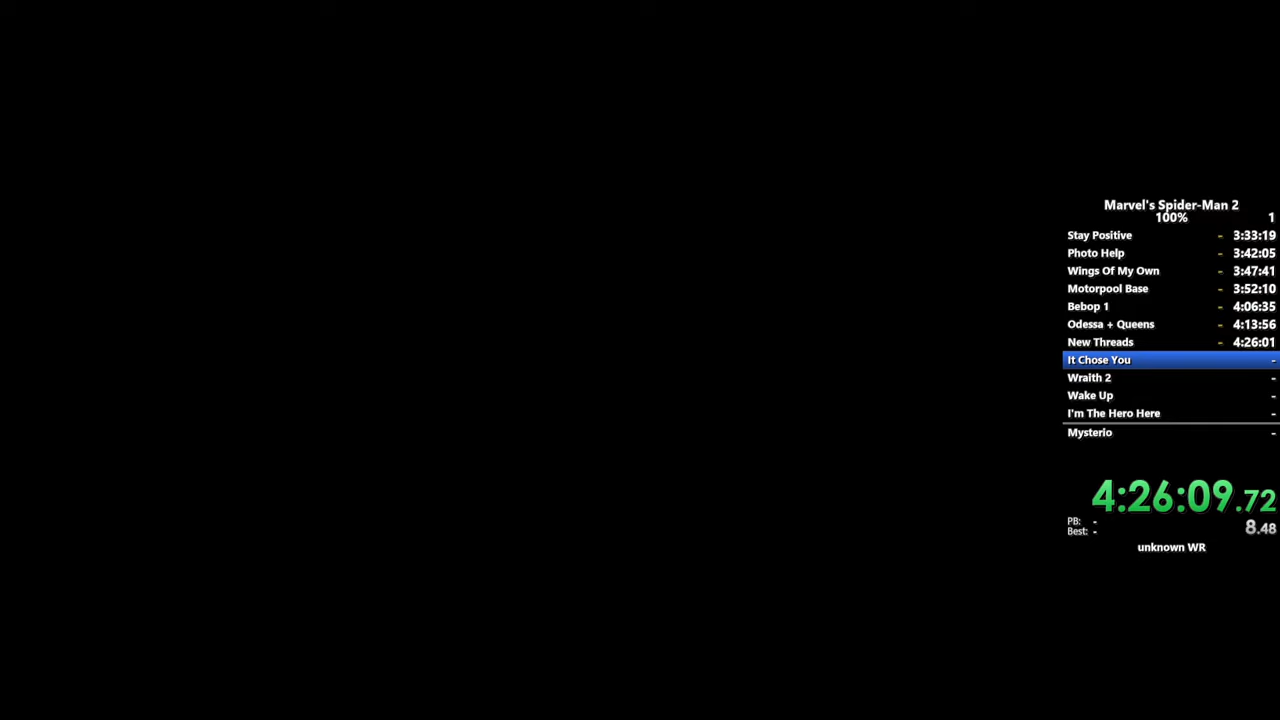 Marvel's Spider-Man 2
100% 1
Stay Positive - 3:33:19
Photo Help - 3:42:05
Wings Of My Own - 3:47:41
Motorpool Base - 3:52:10
Bebop 1 - 4:06:35
Odessa + Queens - 4:13:56
New Threads - 4:26:01
It Chose You -
Wraith 2 -
Wake Up -
I'm The Hero Here -
Mysterio -
4:26:09.72
PB: - 8.48
Best: -
unknown WR